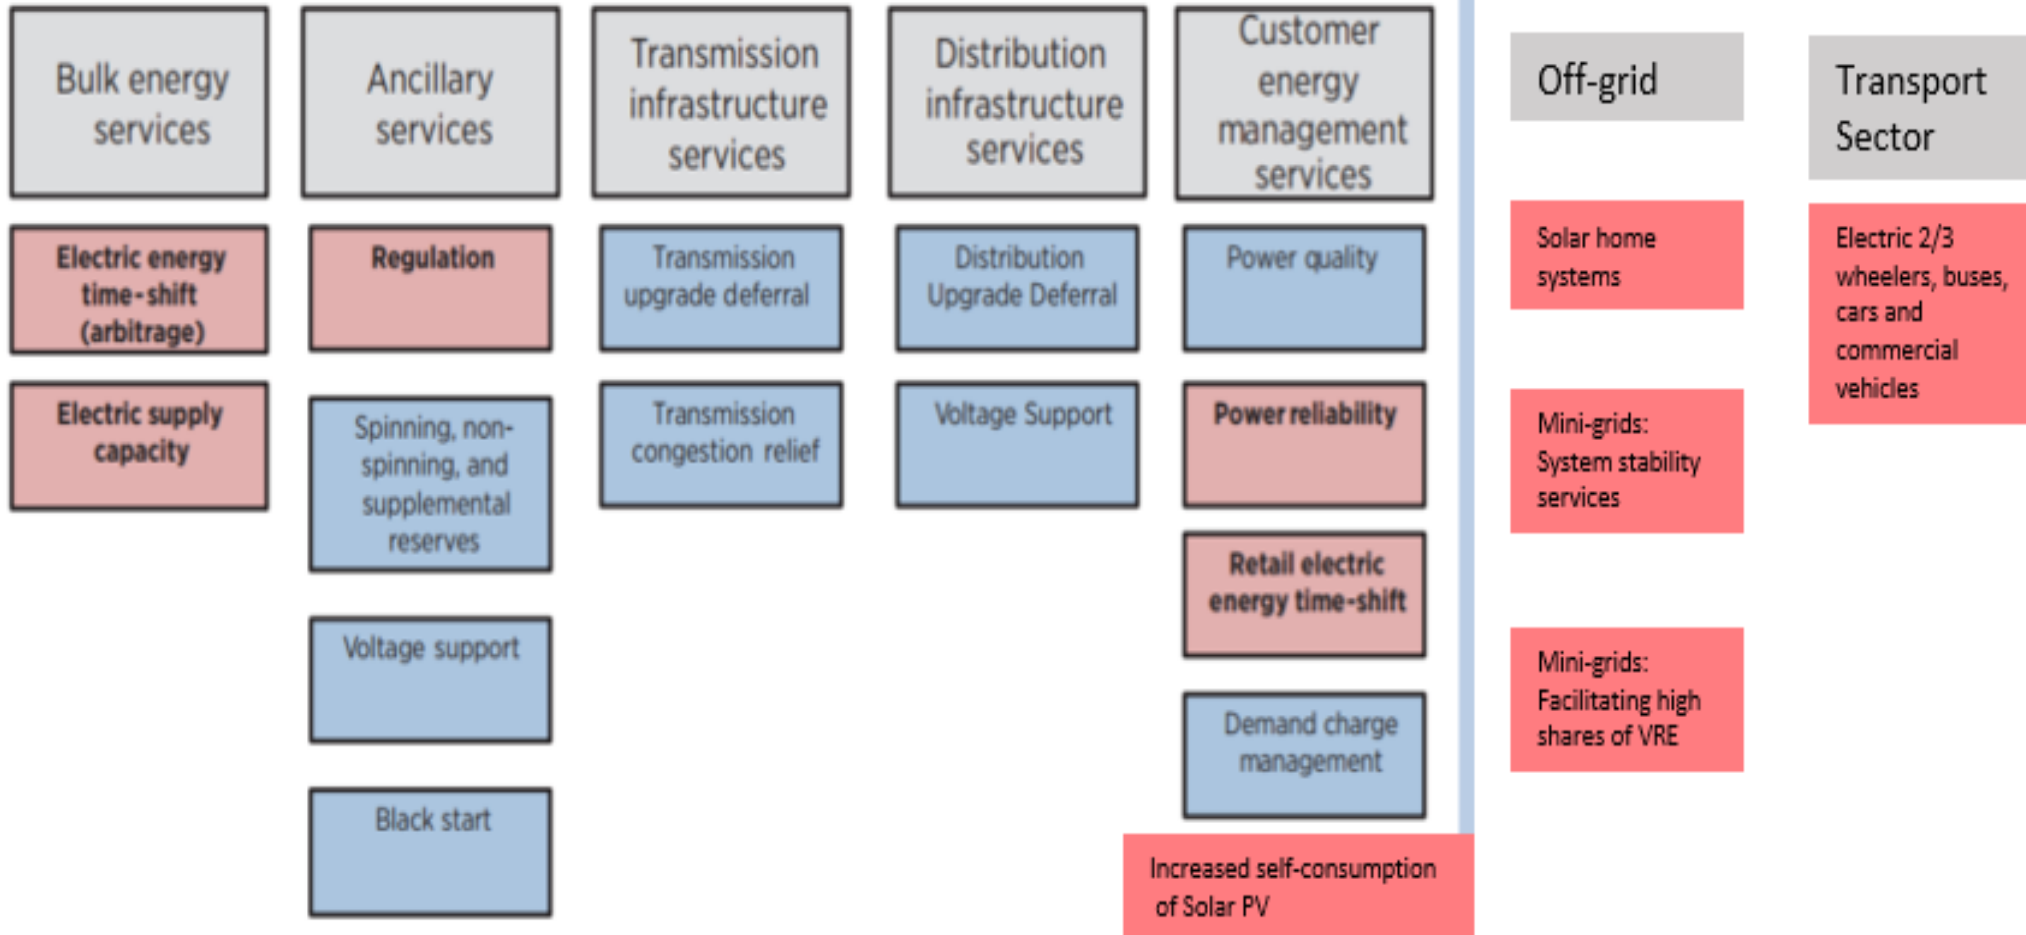 Bulk energy
services
Electric energy
time-shift
(arbitrage)
Electric supply
capacity
Ancillary
services
Regulation
Spinning, non-
spinning, and
supplemental
reserves
Voltage support
Black start
Transmission
infrastructure
services
Transmission
upgrade deferral
Transmission
congestion relief
Distribution
infrastructure
services
Distribution
Upgrade Deferral
Voltage Support
Customer
energy
management
services
Power quality
Power reliability
Retail electric
energy time-shift
Demand charge
management
Increased self-consumption
of Solar PV
Off-grid
Solar home
systems
Mini-grids:
System stability
services
Mini-grids:
Facilitating high
shares of VRE
Transport
Sector
Electric 2/3
wheelers, buses,
cars and
commercial
vehicles